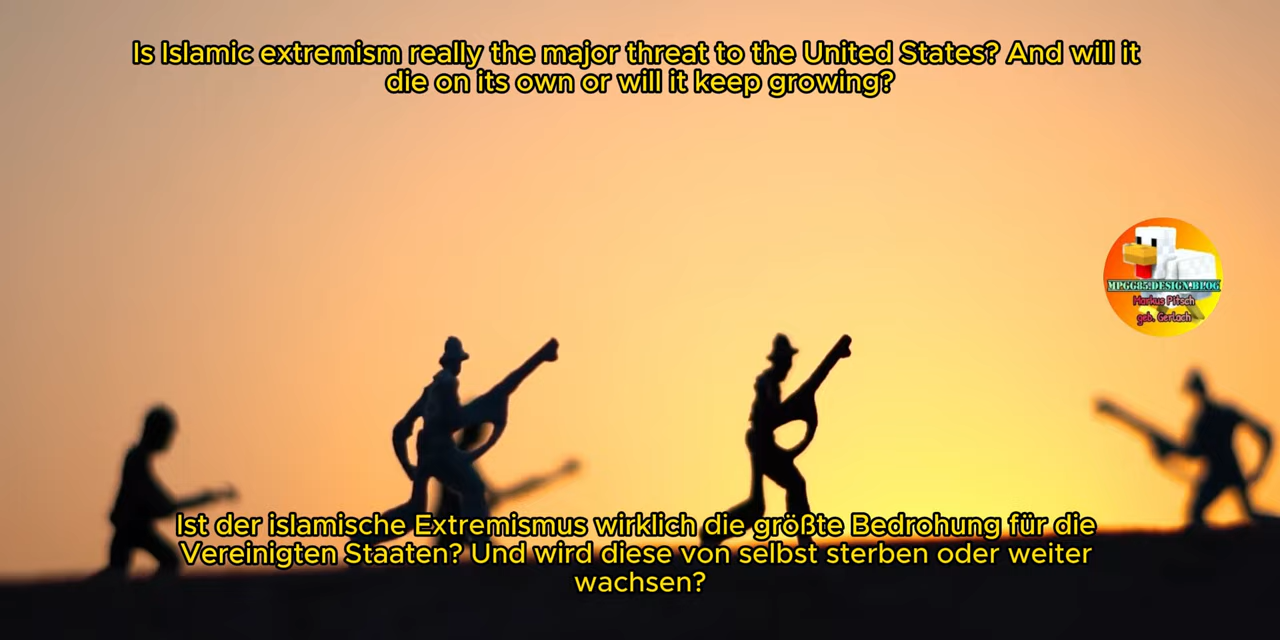 Is Islamic extremism really the major threat to the United States? And will it
die on its own or will it keep growing?
MPGG85.DESIGN.BPOG
Markus Pitsch
geb. Gerlach
Ist der islamische Extremismus wirklich die größte Bedrohung für die
Vereinigten Staaten? Und wird diese von selbst sterben oder weiter
wachsen?